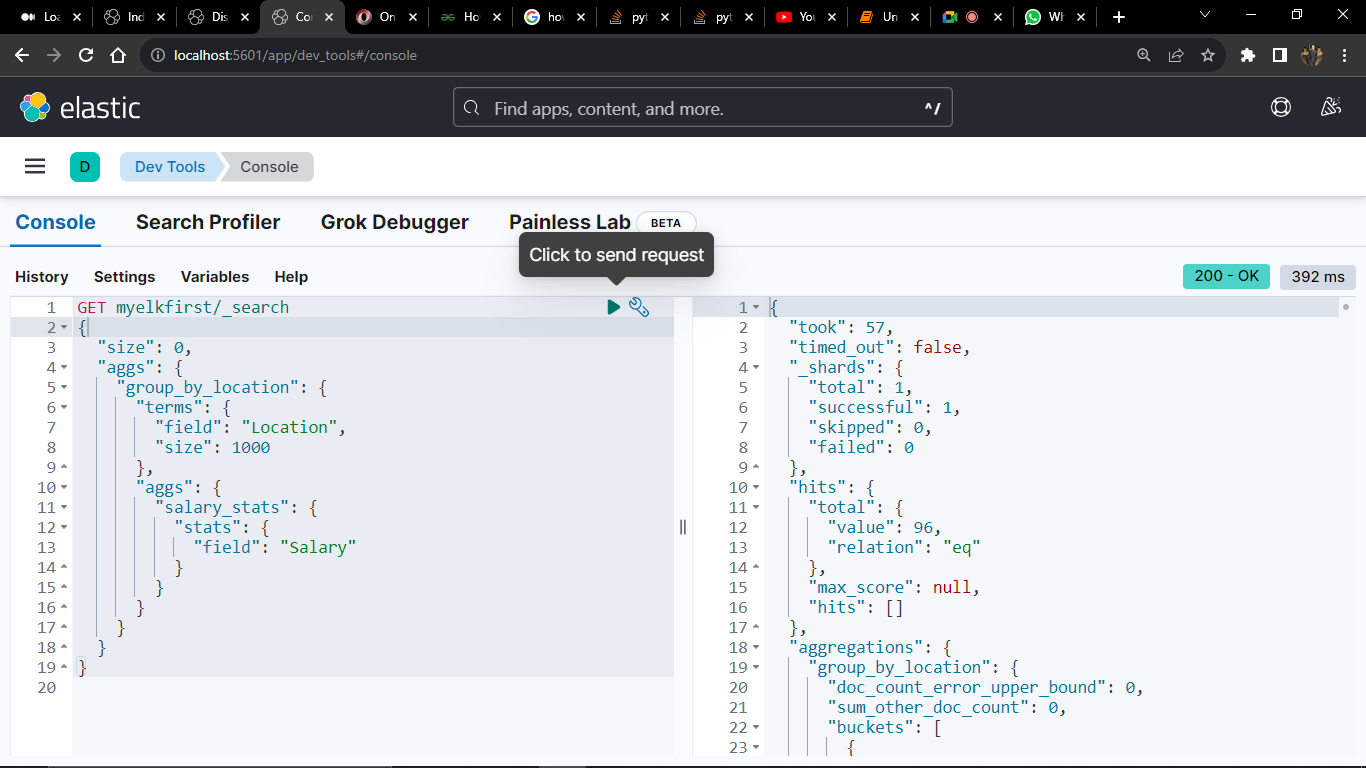 Loa
Ind
Dis
Co
On
Ho
hov
pyt
pyt
You
Un
Wh
localhost:5601/app/dev_tools#/console
elastic
Find apps, content, and more. ^/
D Dev Tools Console
Console Search Profiler Grok Debugger Painless Lab BETA
Click to send request
History Settings Variables Help
200 - OK 392 ms
1 GET myelkfirst/_search
2 {
3 "size": 0,
4 "aggs": {
5 "group_by_location": {
6 "terms": {
7 "field": "Location",
8 "size": 1000
9 },
10 "aggs": {
11 "salary_stats": {
12 "stats": {
13 "field": "Salary"
14 }
15 }
16 }
17 }
18 }
19 }
20
1 {
2 "took": 57,
3 "timed_out": false,
4 "_shards": {
5 "total": 1,
6 "successful": 1,
7 "skipped": 0,
8 "failed": 0
9 },
10 "hits": {
11 "total": {
12 "value": 96,
13 "relation": "eq"
14 },
15 "max_score": null,
16 "hits": []
17 },
18 "aggregations": {
19 "group_by_location": {
20 "doc_count_error_upper_bound": 0,
21 "sum_other_doc_count": 0,
22 "buckets": [
23 {